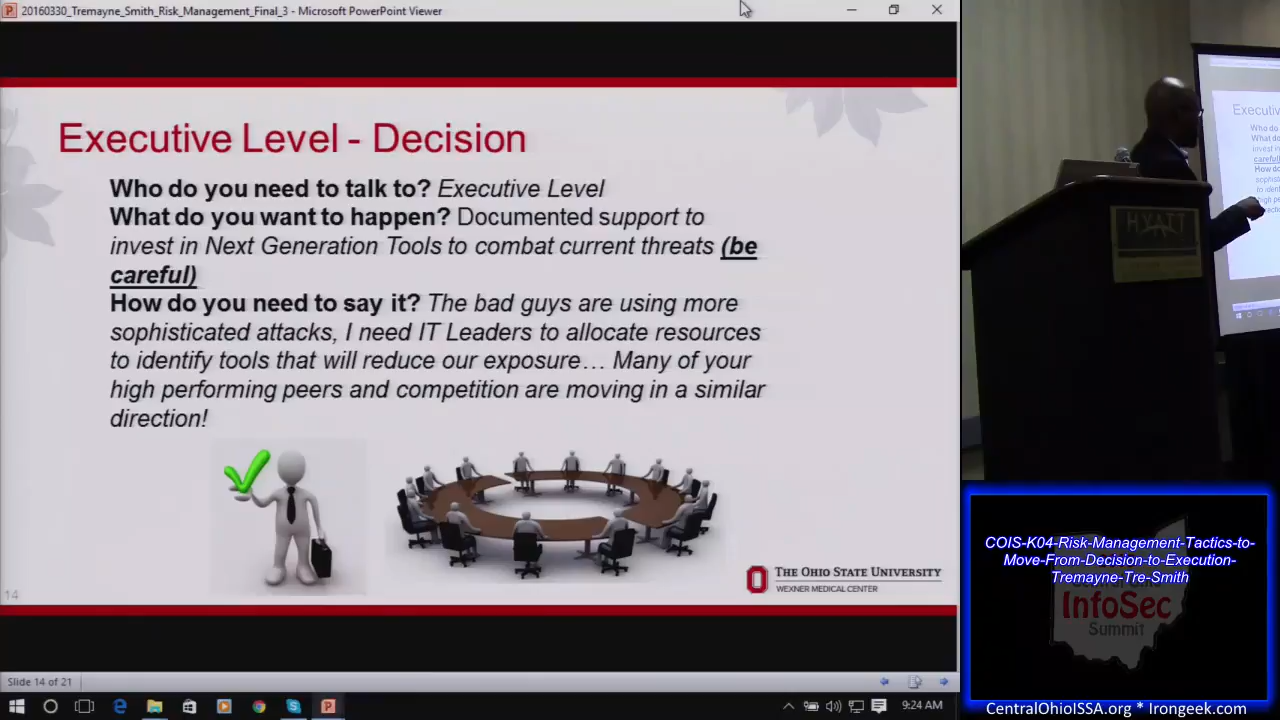 20160330_Tremayne_Smith_Risk_Management_Final_3 - Microsoft PowerPoint Viewer
Executive Level - Decision
Who do you need to talk to? Executive Level
What do you want to happen? Documented support to
invest in Next Generation Tools to combat current threats (be
careful)
How do you need to say it? The bad guys are using more
sophisticated attacks, I need IT Leaders to allocate resources
to identify tools that will reduce our exposure… Many of your
high performing peers and competition are moving in a similar
direction!
THE OHIO STATE UNIVERSITY
WEXNER MEDICAL CENTER
14
Slide 14 of 21
9:24 AM
HYATT
COIS-K04-Risk-Management-Tactics-to-
Move-From-Decision-to-Execution-
Tremayne-Tre-Smith
InfoSec
Summit
CentralOhioISSA.org * Irongeek.com